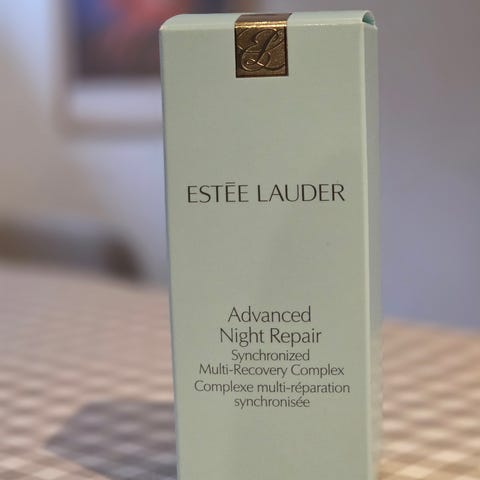 ESTĒE LAUDER
Advanced
Night Repair
Synchronized
Multi-Recovery Complex
Complexe multi-réparation
synchronisée